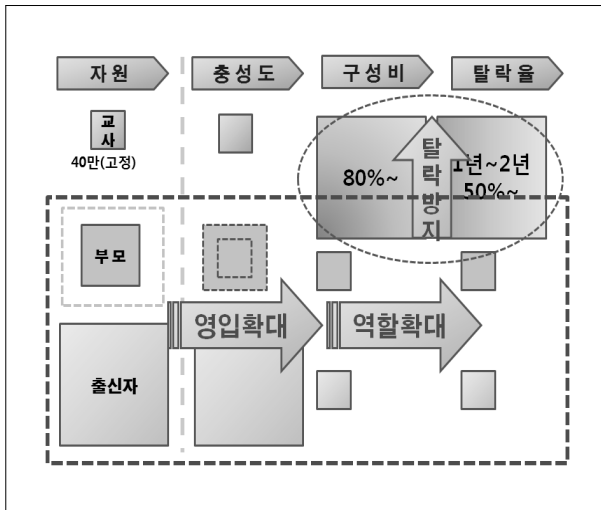 자원
충성도
구성비
탈락율
교
사
40만(고정)
80%~
탈
락
방
지
1년~2년
50%~
부모
영입확대
역할확대
출신자